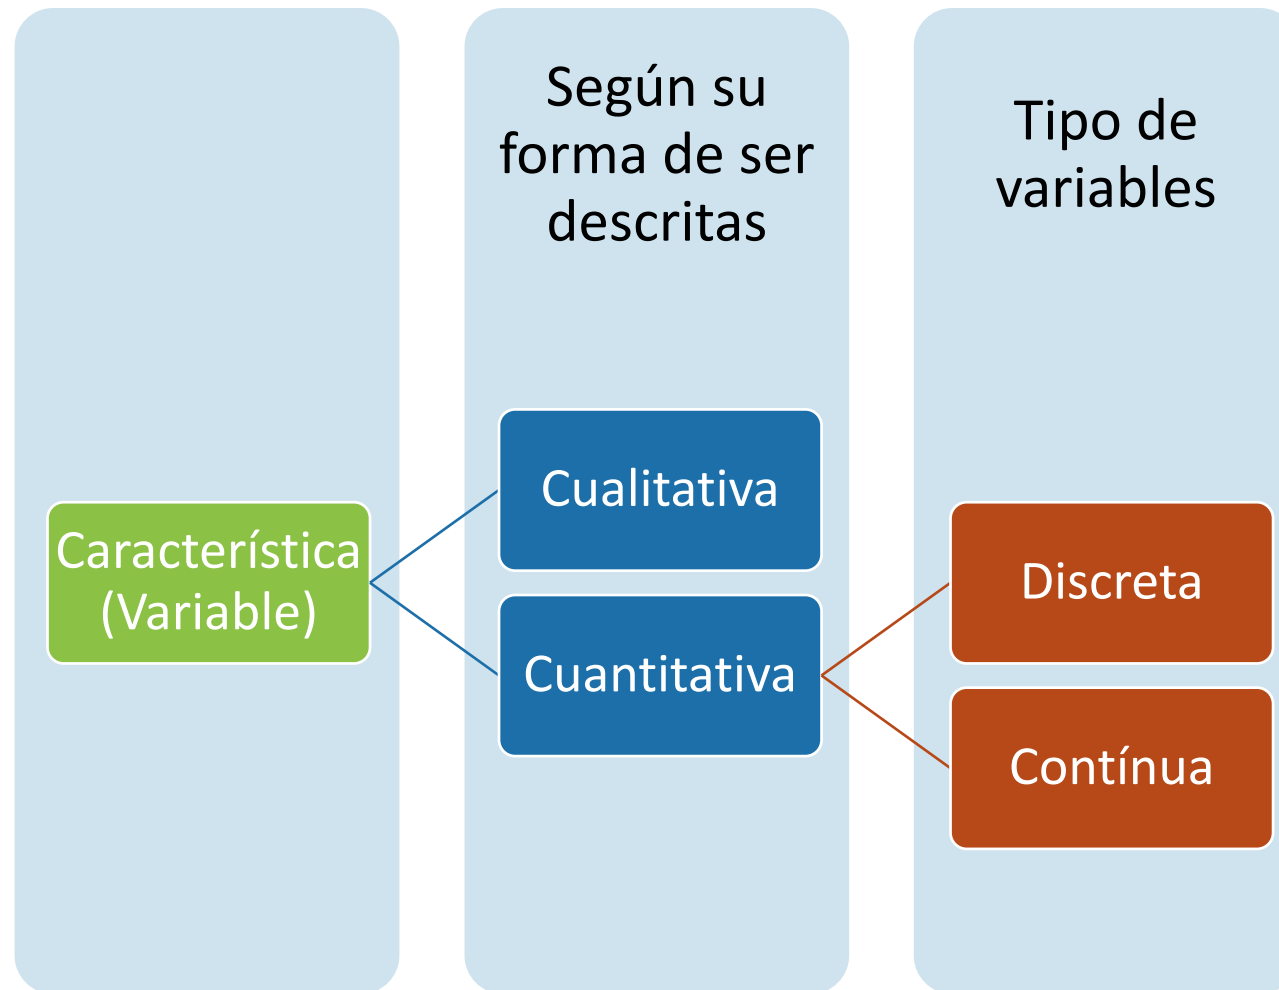 Según su
forma de ser
descritas
Tipo de
variables
Característica
(Variable)
Cualitativa
Cuantitativa
Discreta
Contínua